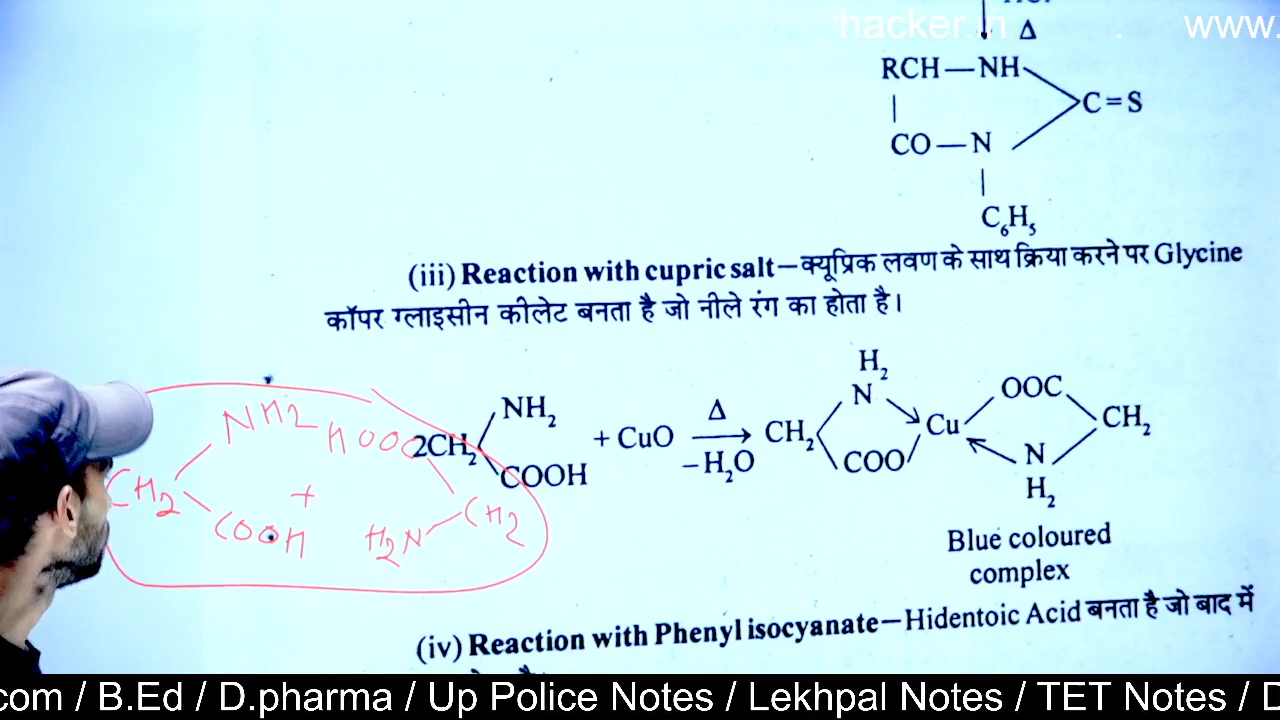 hacker.in . www.
Δ
RCH—NH
C=S
CO—N
C₆H₅
(iii) Reaction with cupric salt—क्यूप्रिक लवण के साथ क्रिया करने पर Glycine
कॉपर ग्लाइसीन कीलेट बनता है जो नीले रंग का होता है।
2CH₂ NH₂ COOH + CuO Δ −H₂O CH₂ H₂ N COO Cu OOC CH₂ N H₂
NH₂ HOOC
CH₂ + CH₂
COOH H₂N
Blue coloured
complex
(iv) Reaction with Phenyl isocyanate—Hidentoic Acid बनता है जो बाद में
.com / B.Ed / D.pharma / Up Police Notes / Lekhpal Notes / TET Notes / D